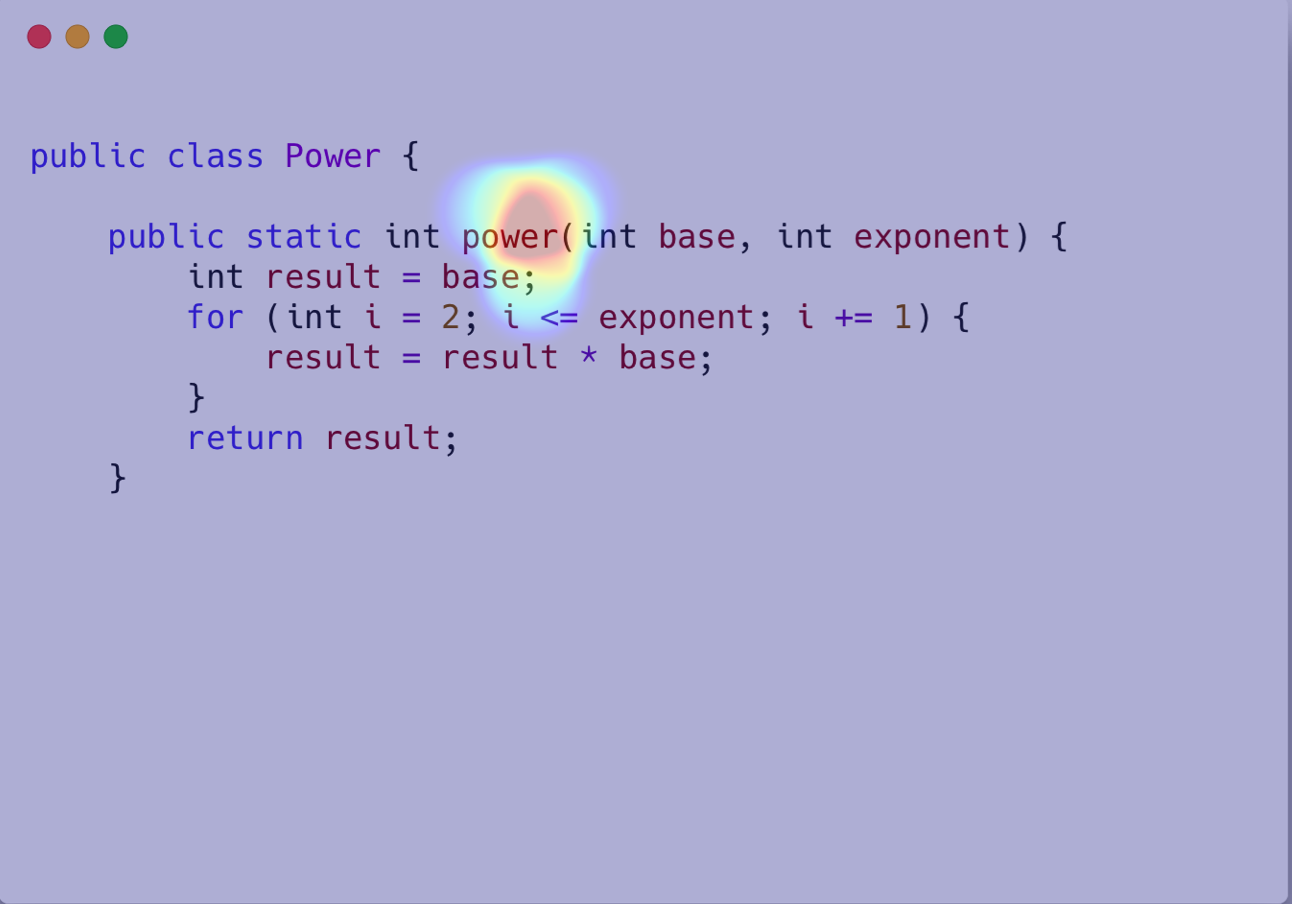 public class Power {
public static int power(int base, int exponent) {
int result = base;
for (int i = 2; i <= exponent; i += 1) {
result = result * base;
}
return result;
}